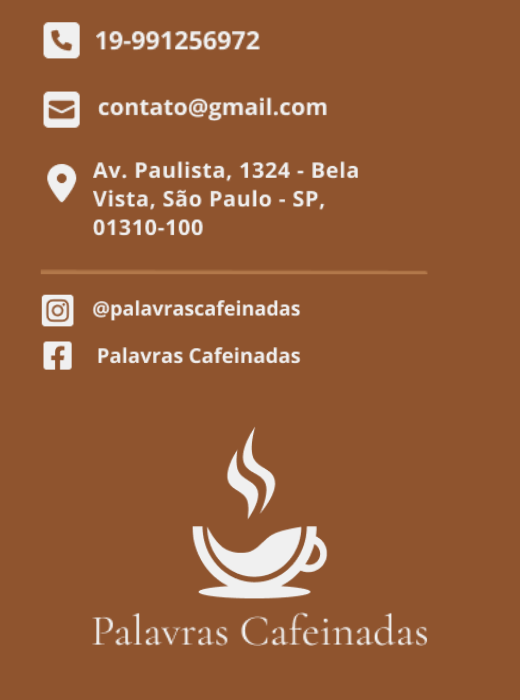 19-991256972
contato@gmail.com
Av. Paulista, 1324 - Bela
Vista, São Paulo - SP,
01310-100
@palavrascafeinadas
Palavras Cafeinadas
Palavras Cafeinadas